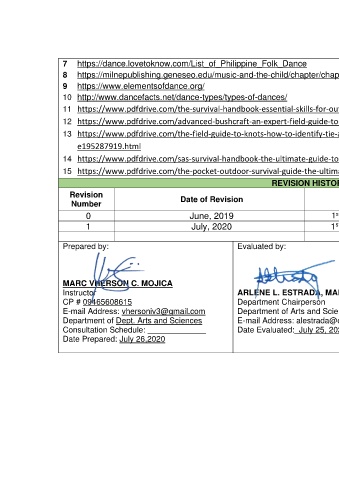 7 https://dance.lovetoknow.com/List_of_Philippine_Folk_Dance
8 https://milnepublishing.geneseo.edu/music-and-the-child/chapter/chap
9 https://www.elementsofdance.org/
10 http://www.dancefacts.net/dance-types/types-of-dances/
11 https://www.pdfdrive.com/the-survival-handbook-essential-skills-for-ou
12 https://www.pdfdrive.com/advanced-bushcraft-an-expert-field-guide-to
13 https://www.pdfdrive.com/the-field-guide-to-knots-how-to-identify-tie-a
e195287919.html
14 https://www.pdfdrive.com/sas-survival-handbook-the-ultimate-guide-to
15 https://www.pdfdrive.com/the-pocket-outdoor-survival-guide-the-ultima
REVISION HISTO
Revision Number Date of Revision
0 June, 2019 1s
1 July, 2020 1s
Prepared by: Evaluated by:
MARC VHERSON C. MOJICA ARLENE L. ESTRADA, MA
Instructor Department Chairperson
CP # 09465608615 Department of Arts and Scie
E-mail Address: vhersoniv3@gmail.com E-mail Address: alestrada@
Department of Dept. Arts and Sciences Date Evaluated: July 25, 202
Consultation Schedule:
Date Prepared: July 26,2020